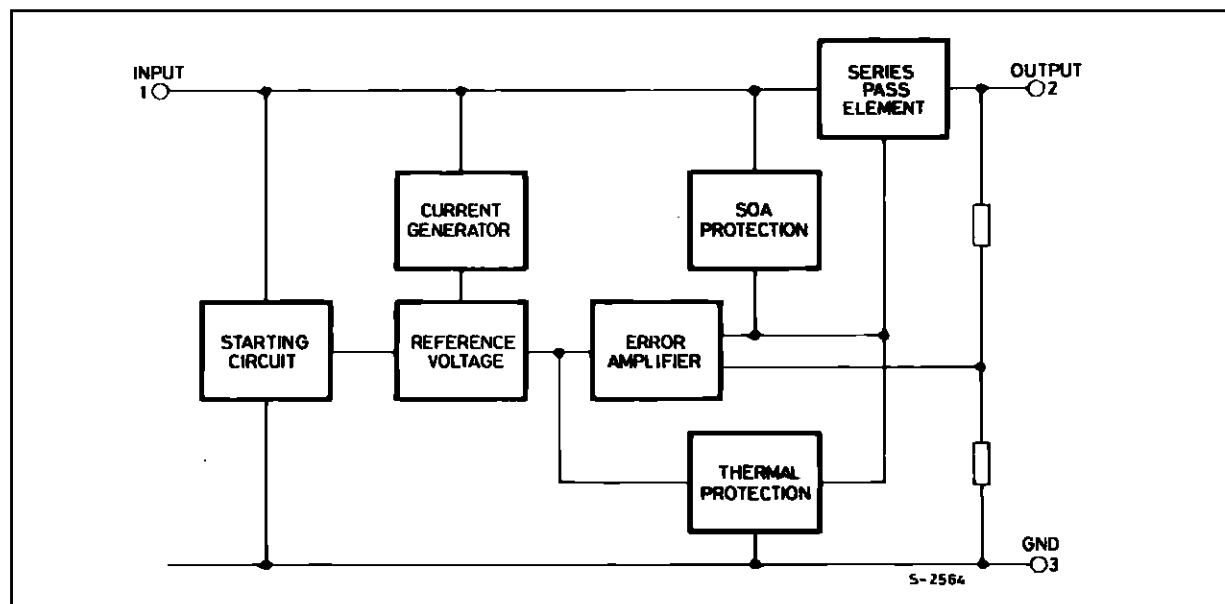 INPUT
1
SERIES
PASS
ELEMENT
OUTPUT
2
CURRENT
GENERATOR
SOA
PROTECTION
STARTING
CIRCUIT
REFERENCE
VOLTAGE
ERROR
AMPLIFIER
THERMAL
PROTECTION
GND
3
S-2564